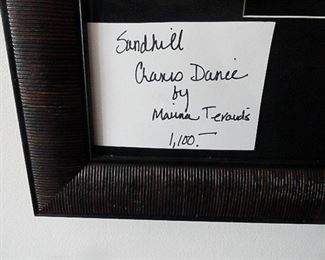 Sandhill
Cranes Dance
by
Marina Terauds
1,100.—